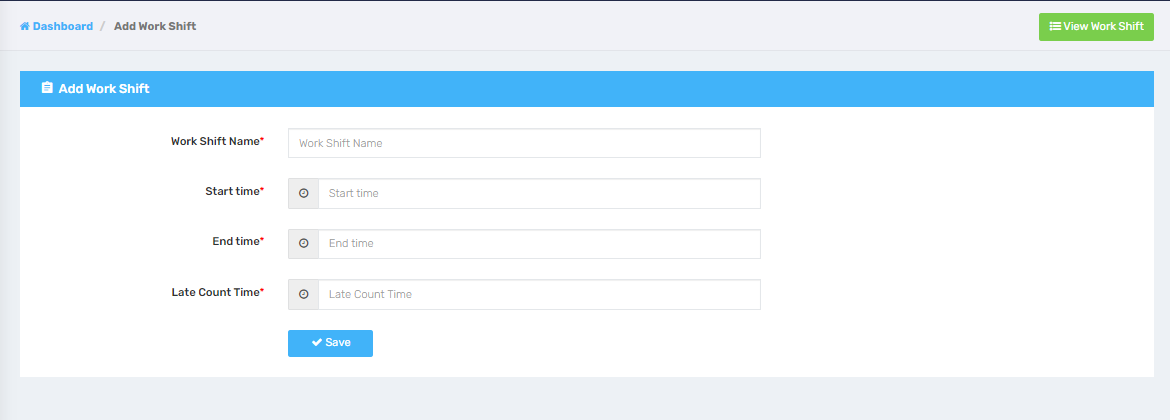 Dashboard / Add Work Shift
View Work Shift
Add Work Shift
Work Shift Name*
Work Shift Name
Start time*
Start time
End time*
End time
Late Count Time*
Late Count Time
Save